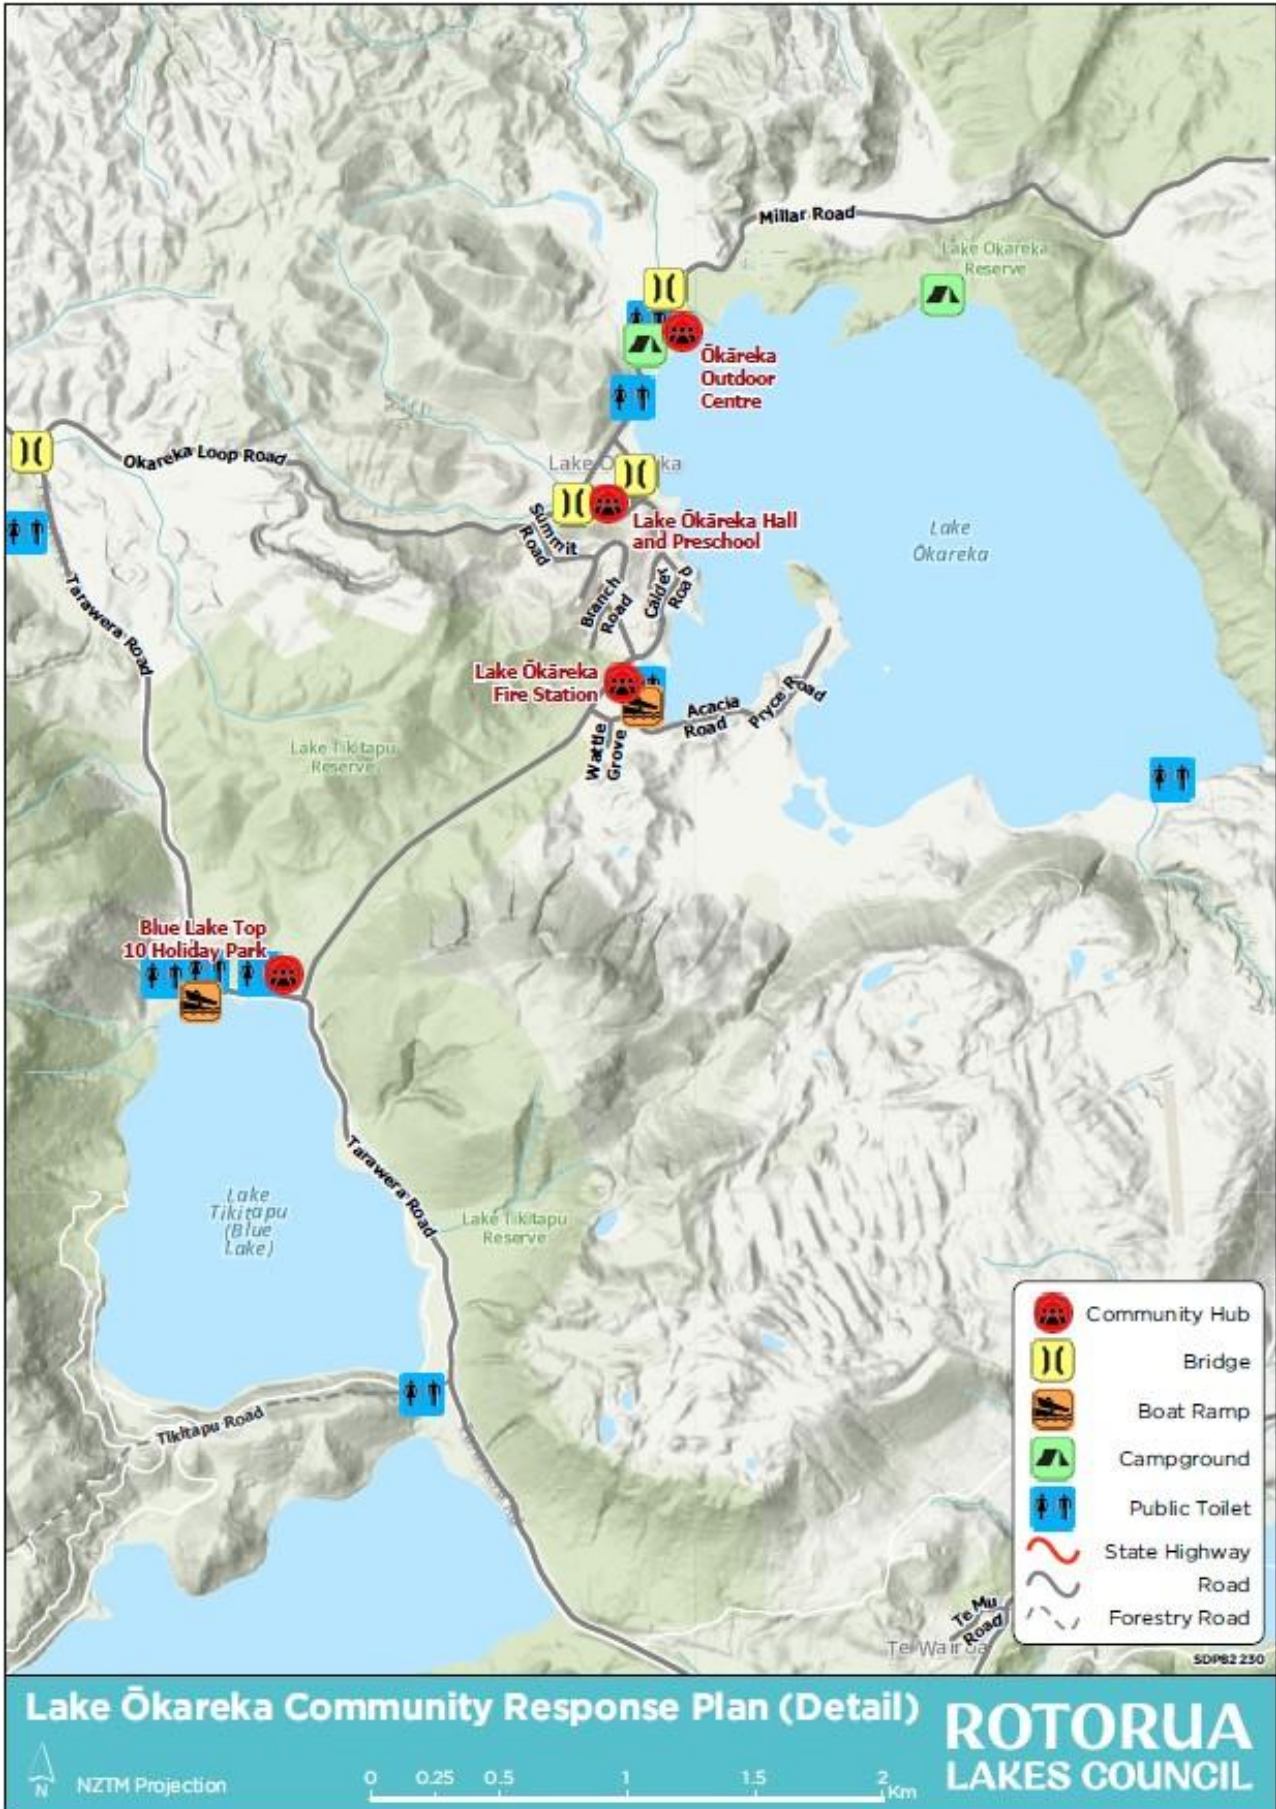 Millar Road
Lake Okareka
Reserve
Ōkāreka
Outdoor
Centre
Okareka Loop Road
Lake Ōkāreka Hall
and Preschool
Summit
Road
Lake
Ōkareka
Branch
Road
Calder
Road
Tarawera Road
Lake Ōkāreka
Fire Station
Acacia
Road
Pryce Road
Wattle
Grove
Lake Tikitapu
Reserve
Blue Lake Top
10 Holiday Park
Tarawera Road
Lake
Tikitapu
(Blue
Lake)
Lake Tikitapu
Reserve
Tikitapu Road
Te Mu
Road
Te Wairoa
Community Hub
Bridge
Boat Ramp
Campground
Public Toilet
State Highway
Road
Forestry Road
SDP82 230
Lake Ōkareka Community Response Plan (Detail)
ROTORUA
LAKES COUNCIL
N
NZTM Projection
0 0.25 0.5 1 1.5 2 Km